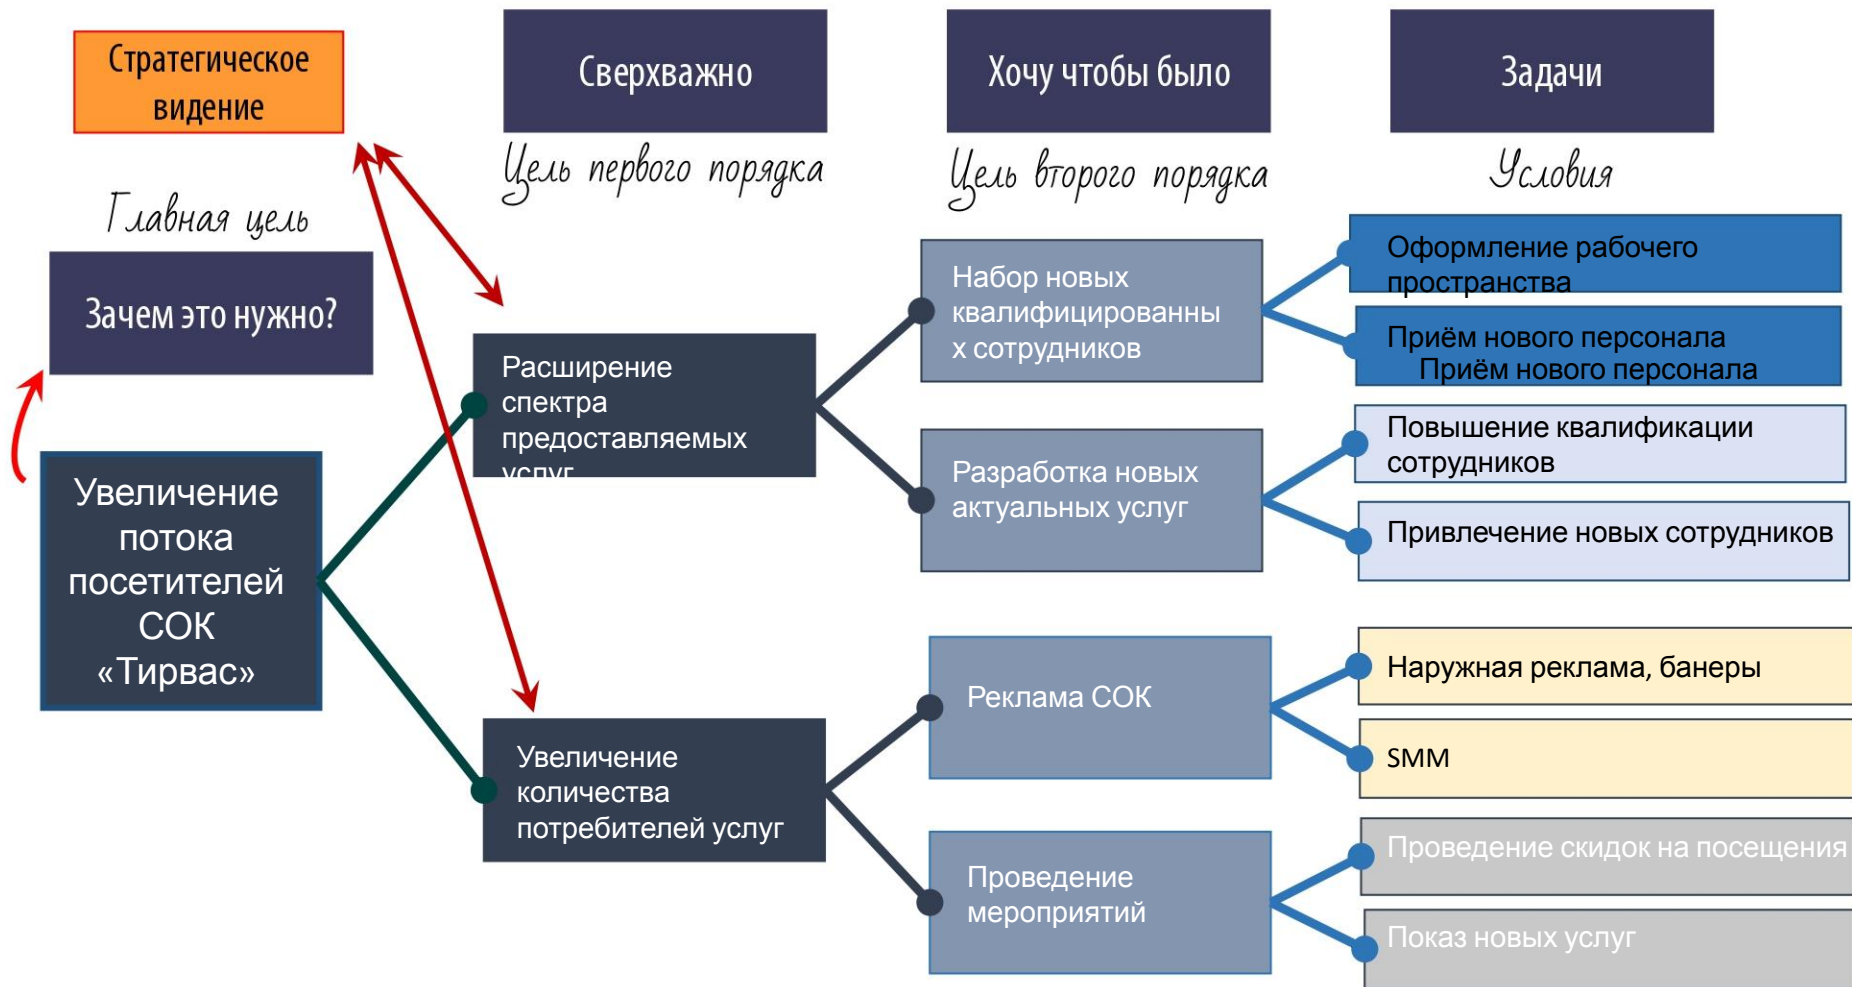 Стратегическое
видение
Сверхважно
Хочу чтобы было
Задачи
Цель первого порядка
Цель второго порядка
Условия
Главная цель
Зачем это нужно?
Увеличение
потока
посетителей
СОК
«Тирвас»
Расширение
спектра
предоставляемых
услуг
Увеличение
количества
потребителей услуг
Набор новых
квалифицированны
х сотрудников
Разработка новых
актуальных услуг
Реклама СОК
Проведение
мероприятий
Оформление рабочего
пространства
Приём нового персонала
Приём нового персонала
Повышение квалификации
сотрудников
Привлечение новых сотрудников
Наружная реклама, банеры
SMM
Проведение скидок на посещения
Показ новых услуг